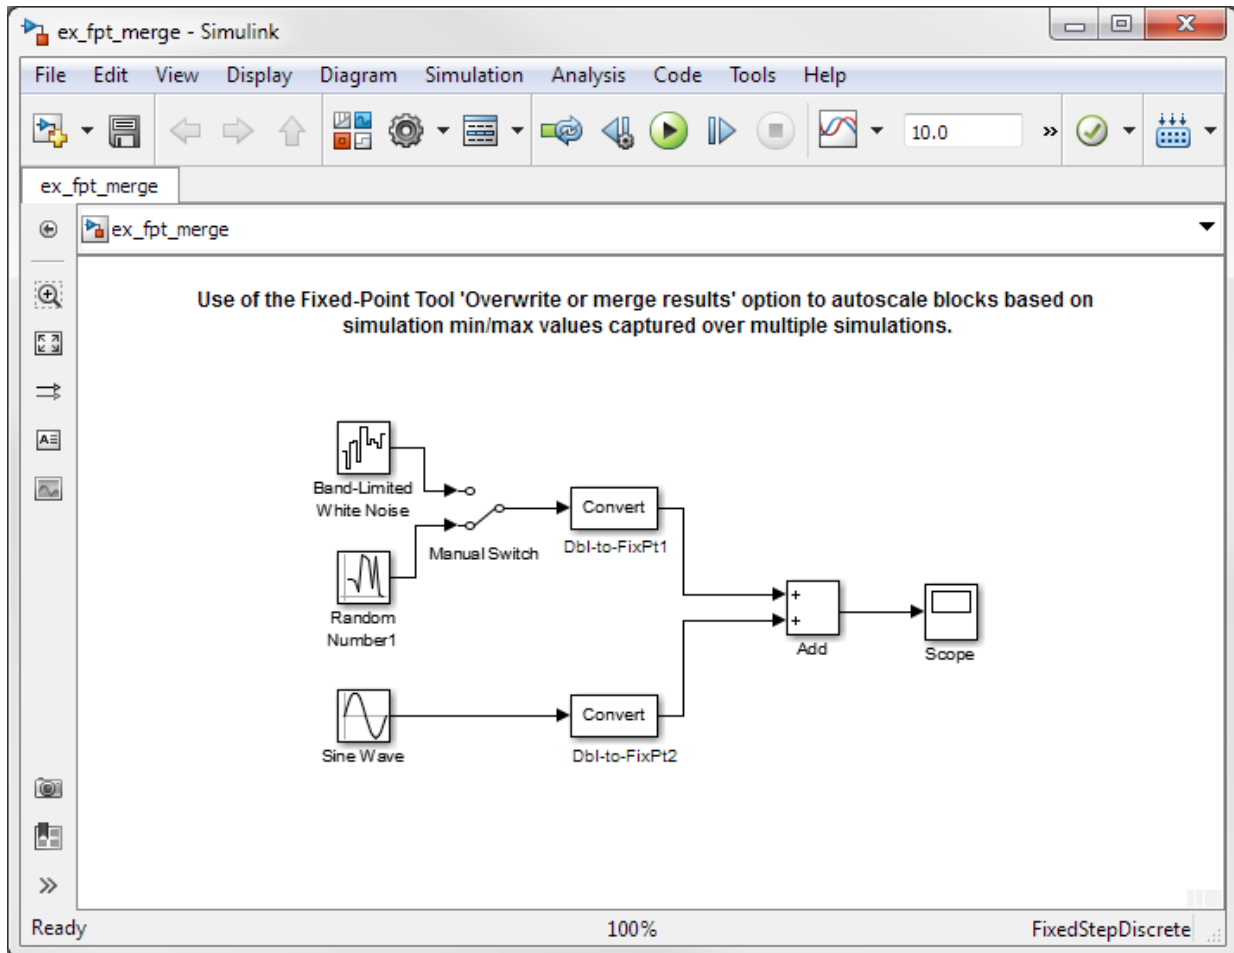 ex_fpt_merge - Simulink
File Edit View Display Diagram Simulation Analysis Code Tools Help
10.0
ex_fpt_merge
ex_fpt_merge
Use of the Fixed-Point Tool 'Overwrite or merge results' option to autoscale blocks based on
simulation min/max values captured over multiple simulations.
Band-Limited
White Noise
Convert
Manual Switch
Dbl-to-FixPt1
Random
Number1
+
+
Add
Scope
Convert
Sine Wave
Dbl-to-FixPt2
Ready 100% FixedStepDiscrete